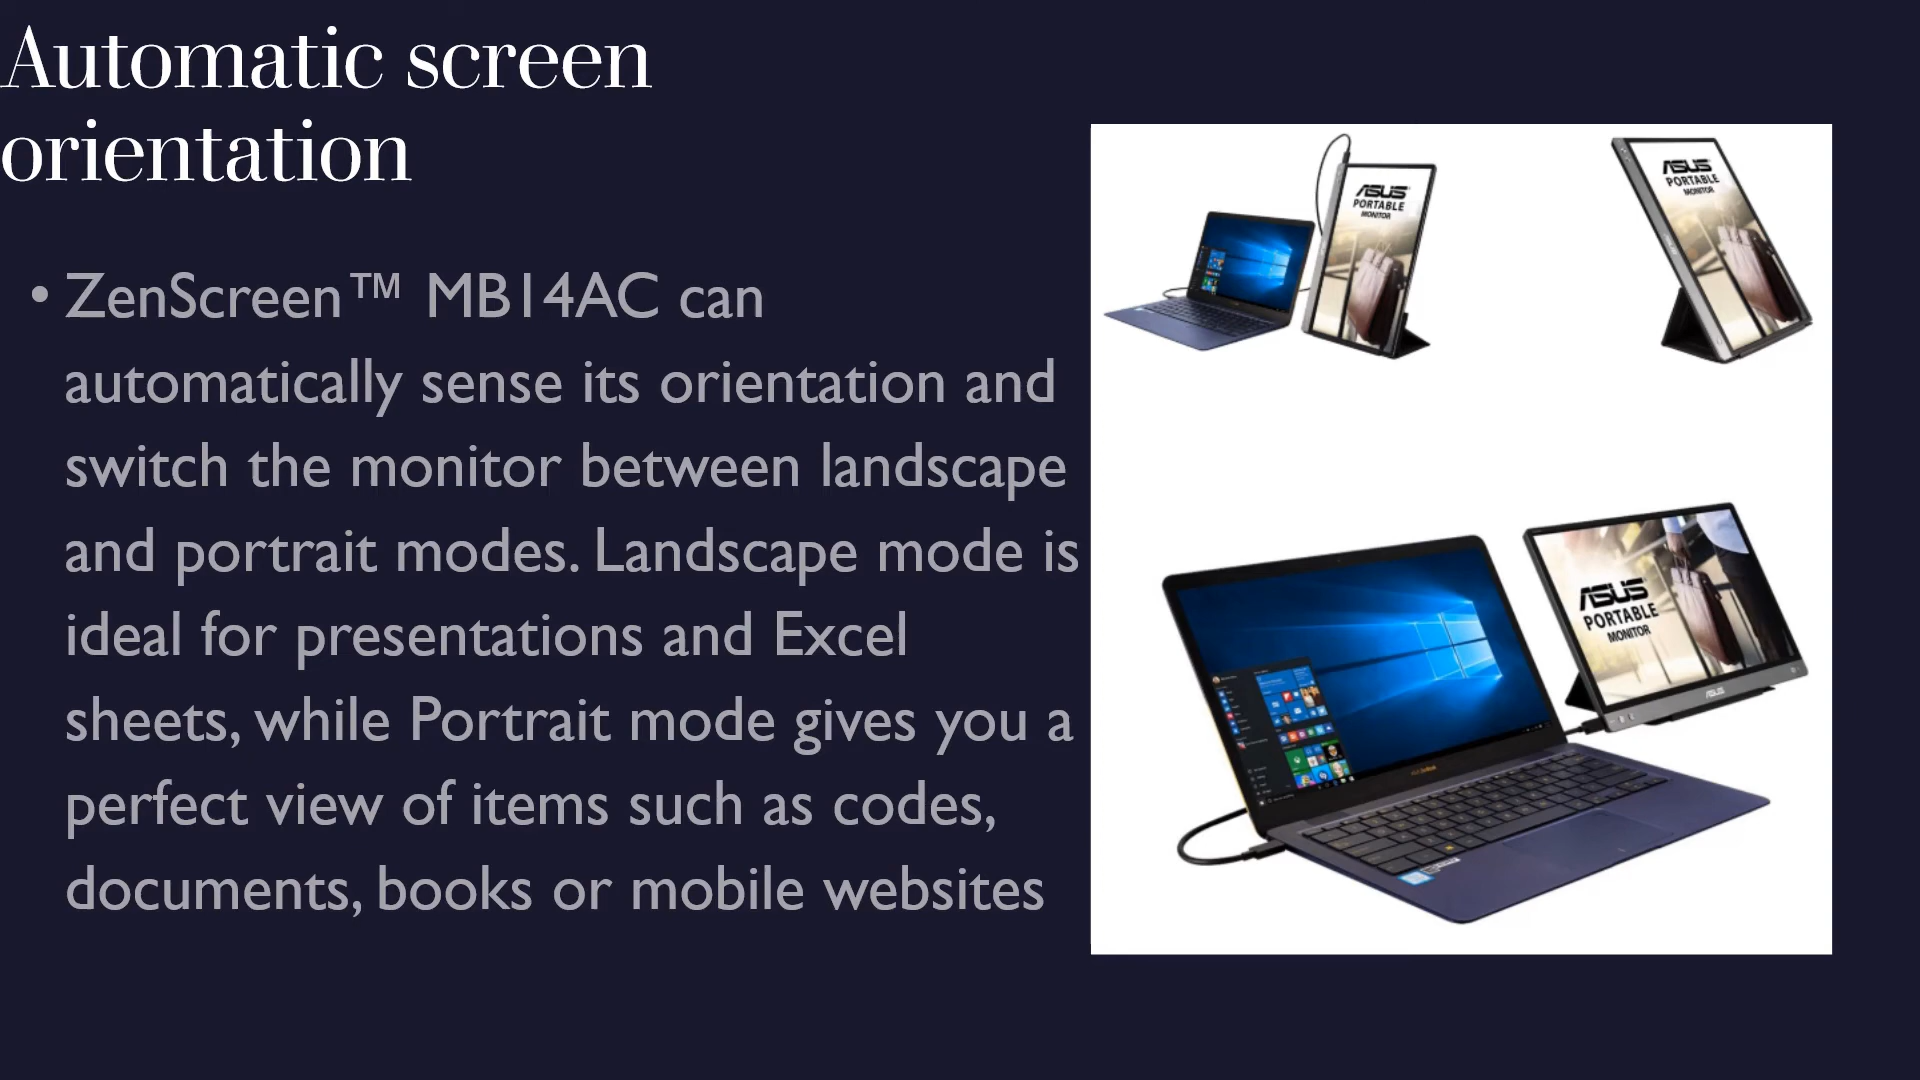 Automatic screen
orientation
• ZenScreen™ MB14AC can
automatically sense its orientation and
switch the monitor between landscape
and portrait modes. Landscape mode is
ideal for presentations and Excel
sheets, while Portrait mode gives you a
perfect view of items such as codes,
documents, books or mobile websites
ASUS
PORTABLE
MONITOR
ASUS
PORTABLE
MONITOR
ASUS
PORTABLE
MONITOR
ASUS